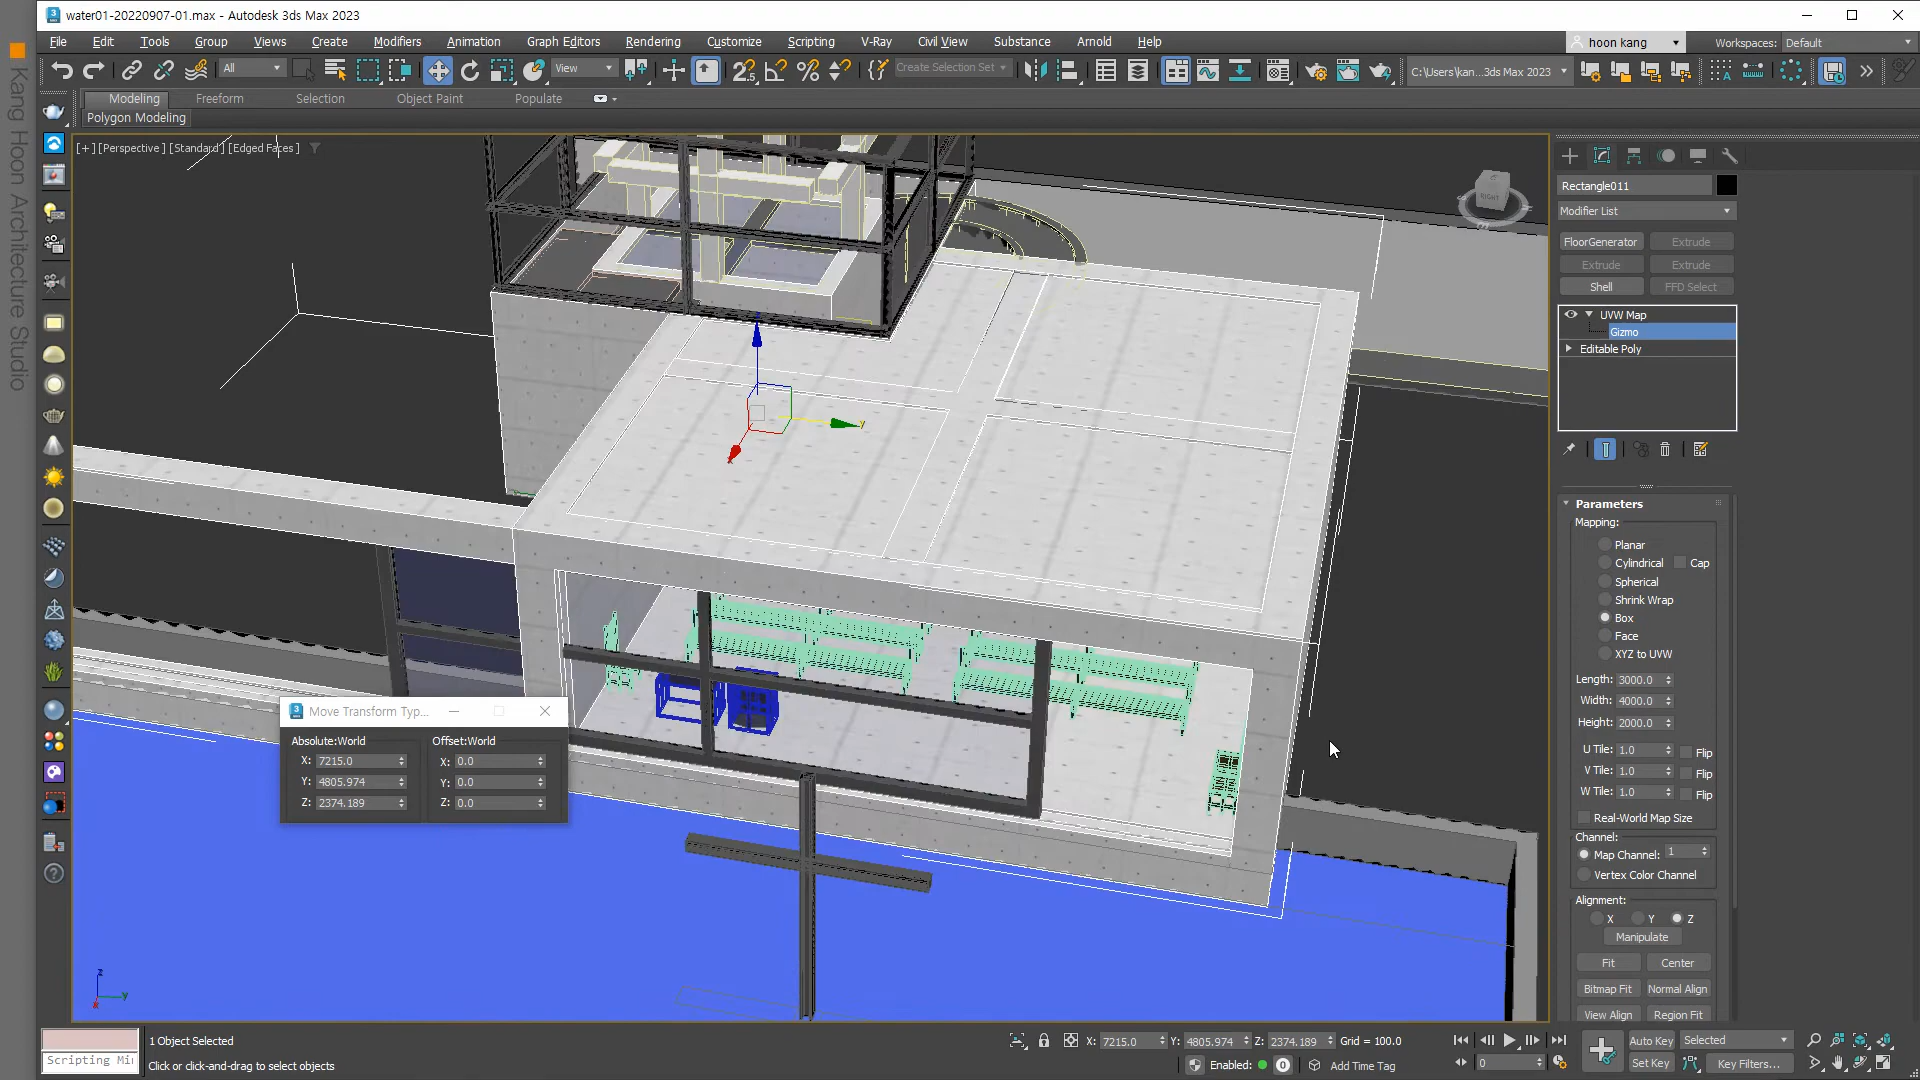 water01-20220907-01.max - Autodesk 3ds Max 2023
File Edit Tools Group Views Create Modifiers Animation Graph Editors Rendering Customize Scripting V-Ray Civil View Substance Arnold Help
hoon kang
Workspaces: Default
All
View
Create Selection Set
C:\Users\kan...3ds Max 2023
Modeling Freeform Selection Object Paint Populate
Polygon Modeling
Kang Hoon Architecture Studio
[+] [Perspective ] [Standard ] [Edged Faces ]
RIGHT
z
y
Rectangle011
Modifier List
FloorGenerator Extrude
Extrude Extrude
Shell FFD Select
UVW Map
Gizmo
Editable Poly
Parameters
Mapping:
Planar
Cylindrical Cap
Spherical
Shrink Wrap
Box
Face
XYZ to UVW
Length: 3000.0
Width: 4000.0
Height: 2000.0
U Tile: 1.0 Flip
V Tile: 1.0 Flip
W Tile: 1.0 Flip
Real-World Map Size
Channel:
Map Channel: 1
Vertex Color Channel
Alignment:
X Y Z
Manipulate
Fit Center
Bitmap Fit Normal Align
View Align Region Fit
Move Transform Typ...
Absolute:World Offset:World
X: 7215.0 X: 0.0
Y: 4805.974 Y: 0.0
Z: 2374.189 Z: 0.0
z
y
x
Scripting Mi
1 Object Selected
Click or click-and-drag to select objects
X: 7215.0 Y: 4805.974 Z: 2374.189 Grid = 100.0
Enabled: 0 Add Time Tag
0
Auto Key Selected
Set Key Key Filters...